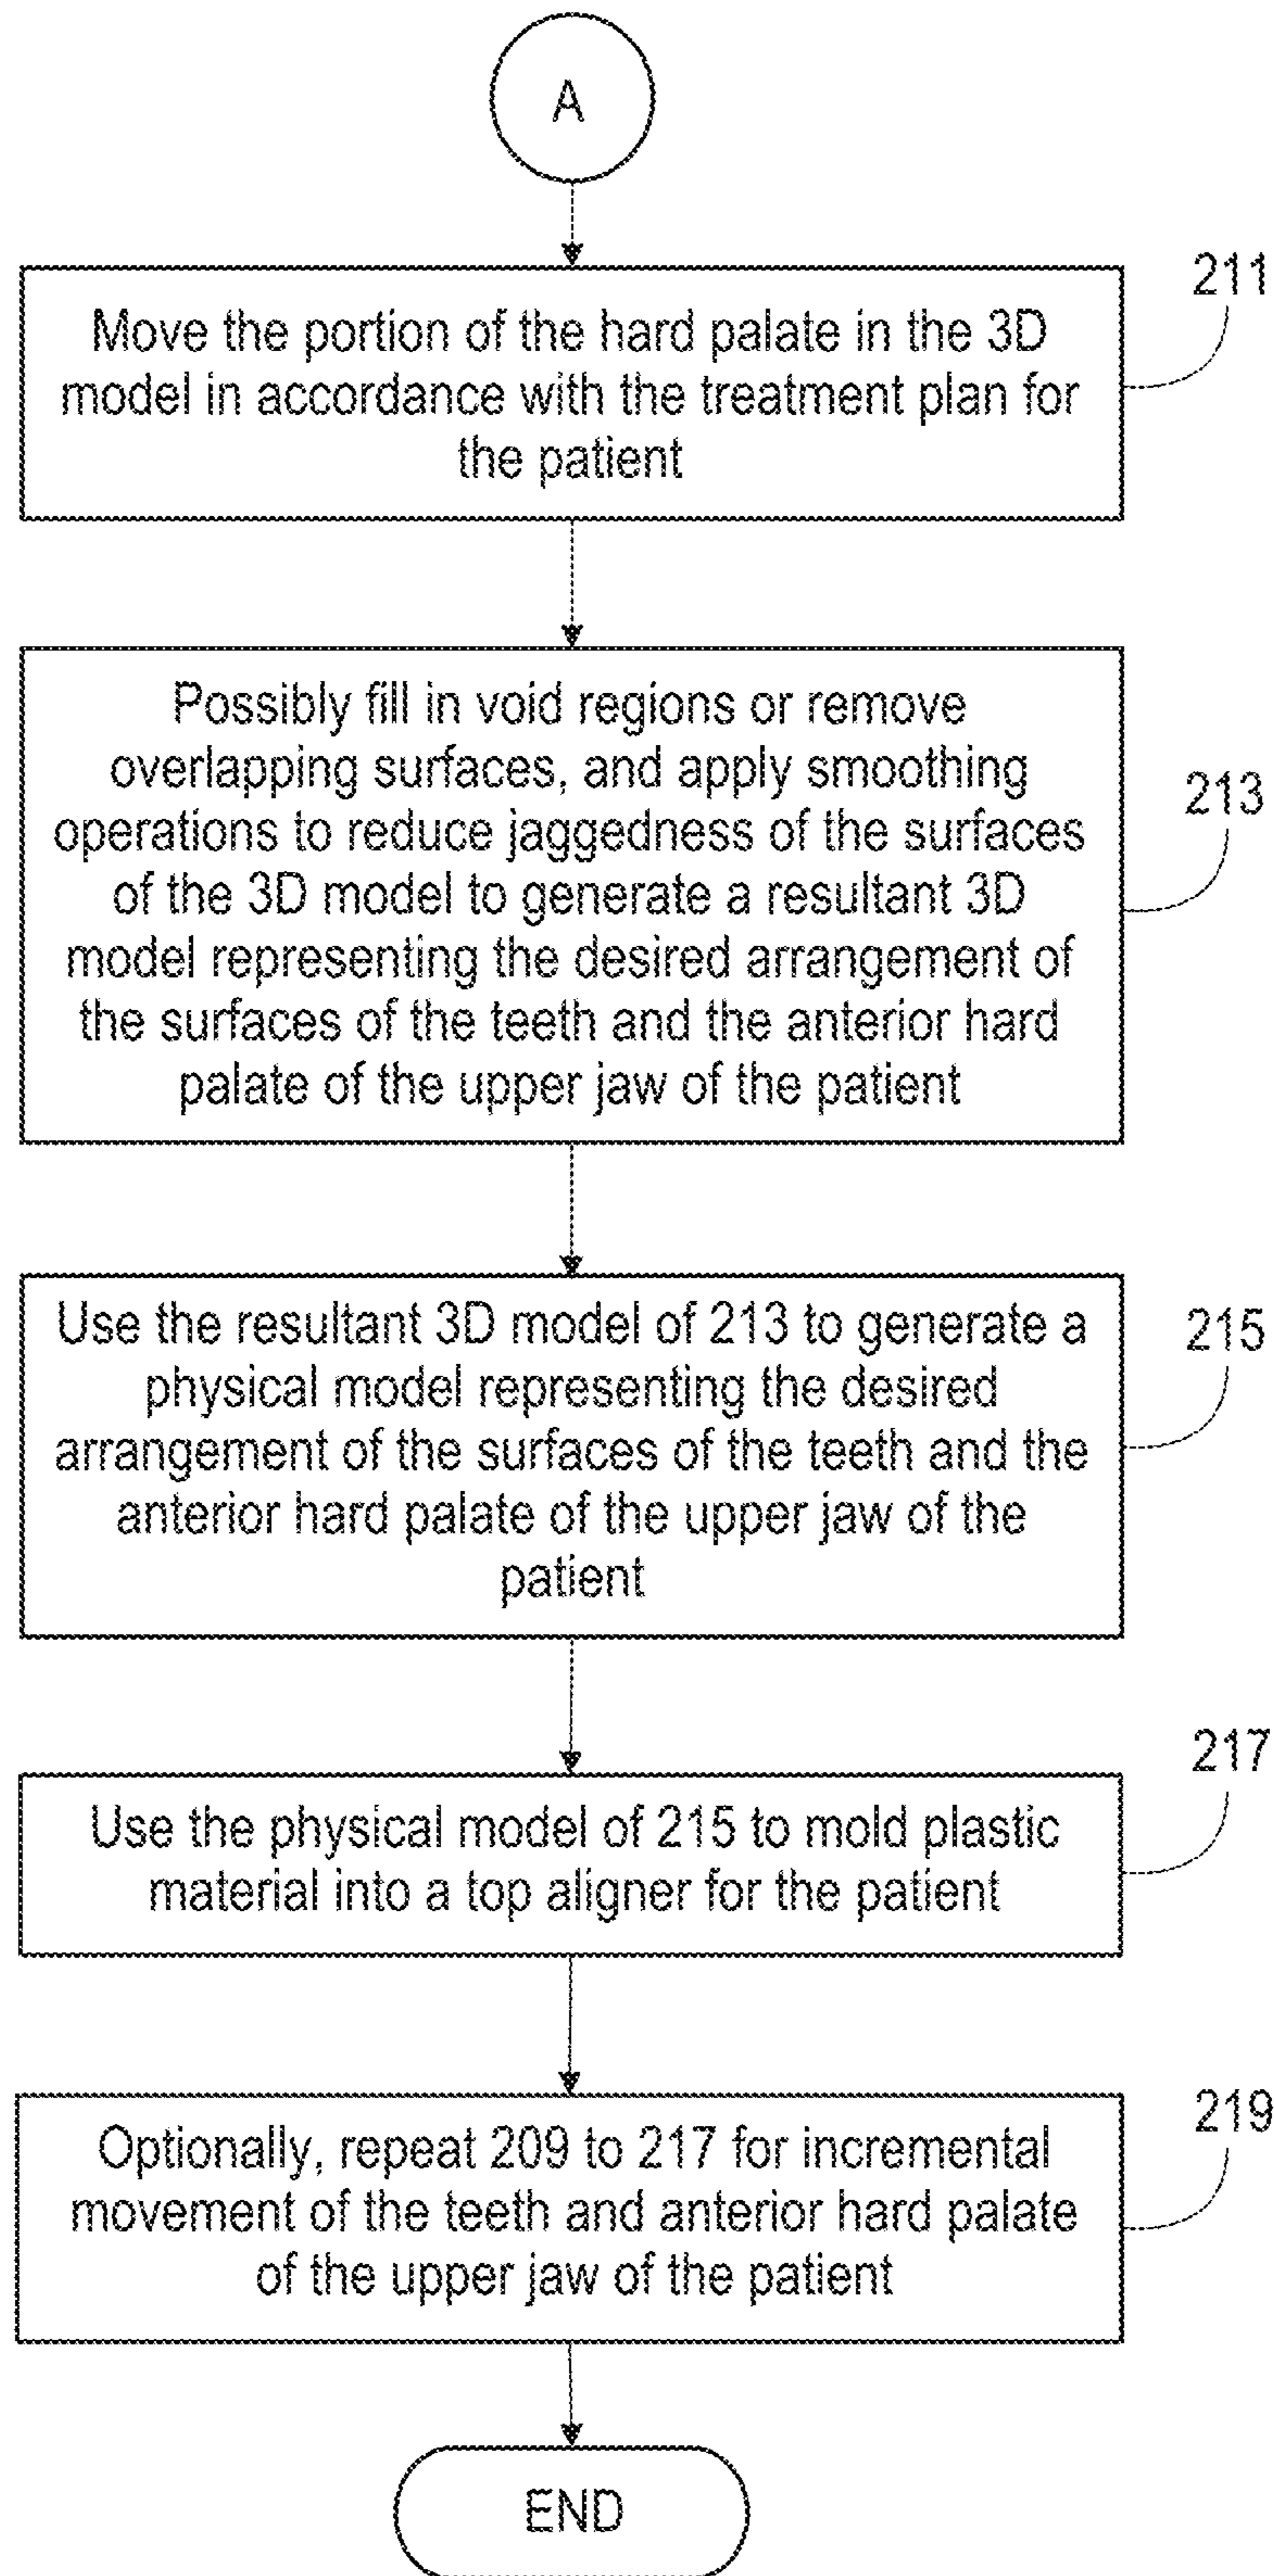 A
211
Move the portion of the hard palate in the 3D
model in accordance with the treatment plan for
the patient
213
Possibly fill in void regions or remove
overlapping surfaces, and apply smoothing
operations to reduce jaggedness of the surfaces
of the 3D model to generate a resultant 3D
model representing the desired arrangement of
the surfaces of the teeth and the anterior hard
palate of the upper jaw of the patient
215
Use the resultant 3D model of 213 to generate a
physical model representing the desired
arrangement of the surfaces of the teeth and the
anterior hard palate of the upper jaw of the
patient
217
Use the physical model of 215 to mold plastic
material into a top aligner for the patient
219
Optionally, repeat 209 to 217 for incremental
movement of the teeth and anterior hard palate
of the upper jaw of the patient
END